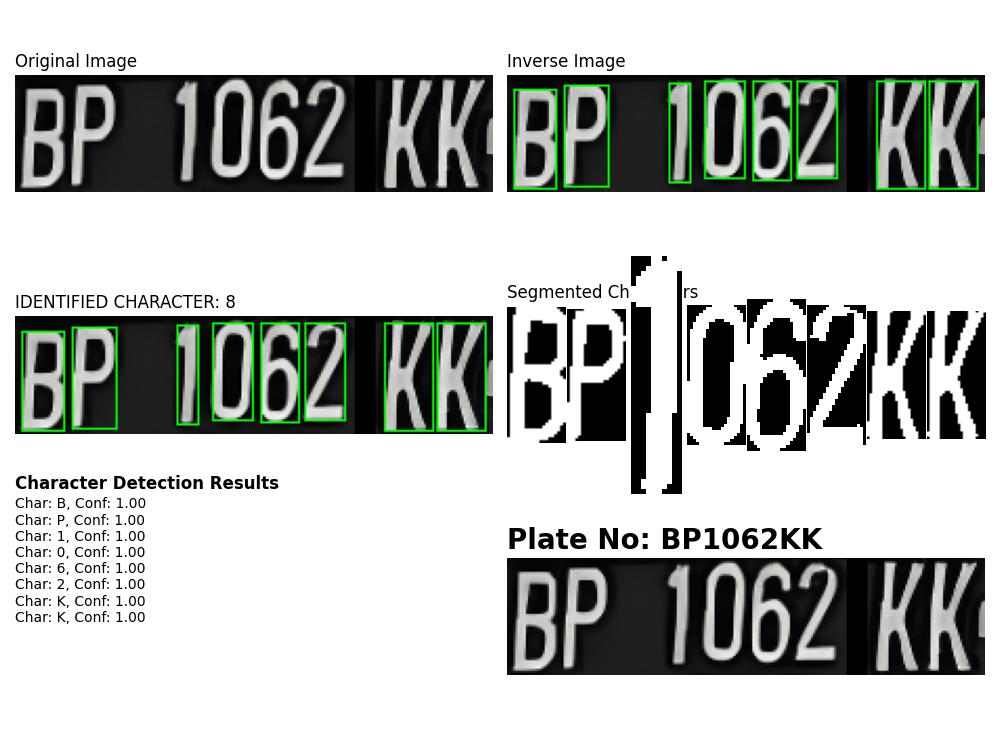 Original Image
BP 1062 KK
Inverse Image
BP 1062 KK
IDENTIFIED CHARACTER: 8
BP 1062 KK
Segmented Ch rs
BP1062KK
Character Detection Results
Char: B, Conf: 1.00
Char: P, Conf: 1.00
Char: 1, Conf: 1.00
Char: 0, Conf: 1.00
Char: 6, Conf: 1.00
Char: 2, Conf: 1.00
Char: K, Conf: 1.00
Char: K, Conf: 1.00
Plate No: BP1062KK
BP 1062 KK